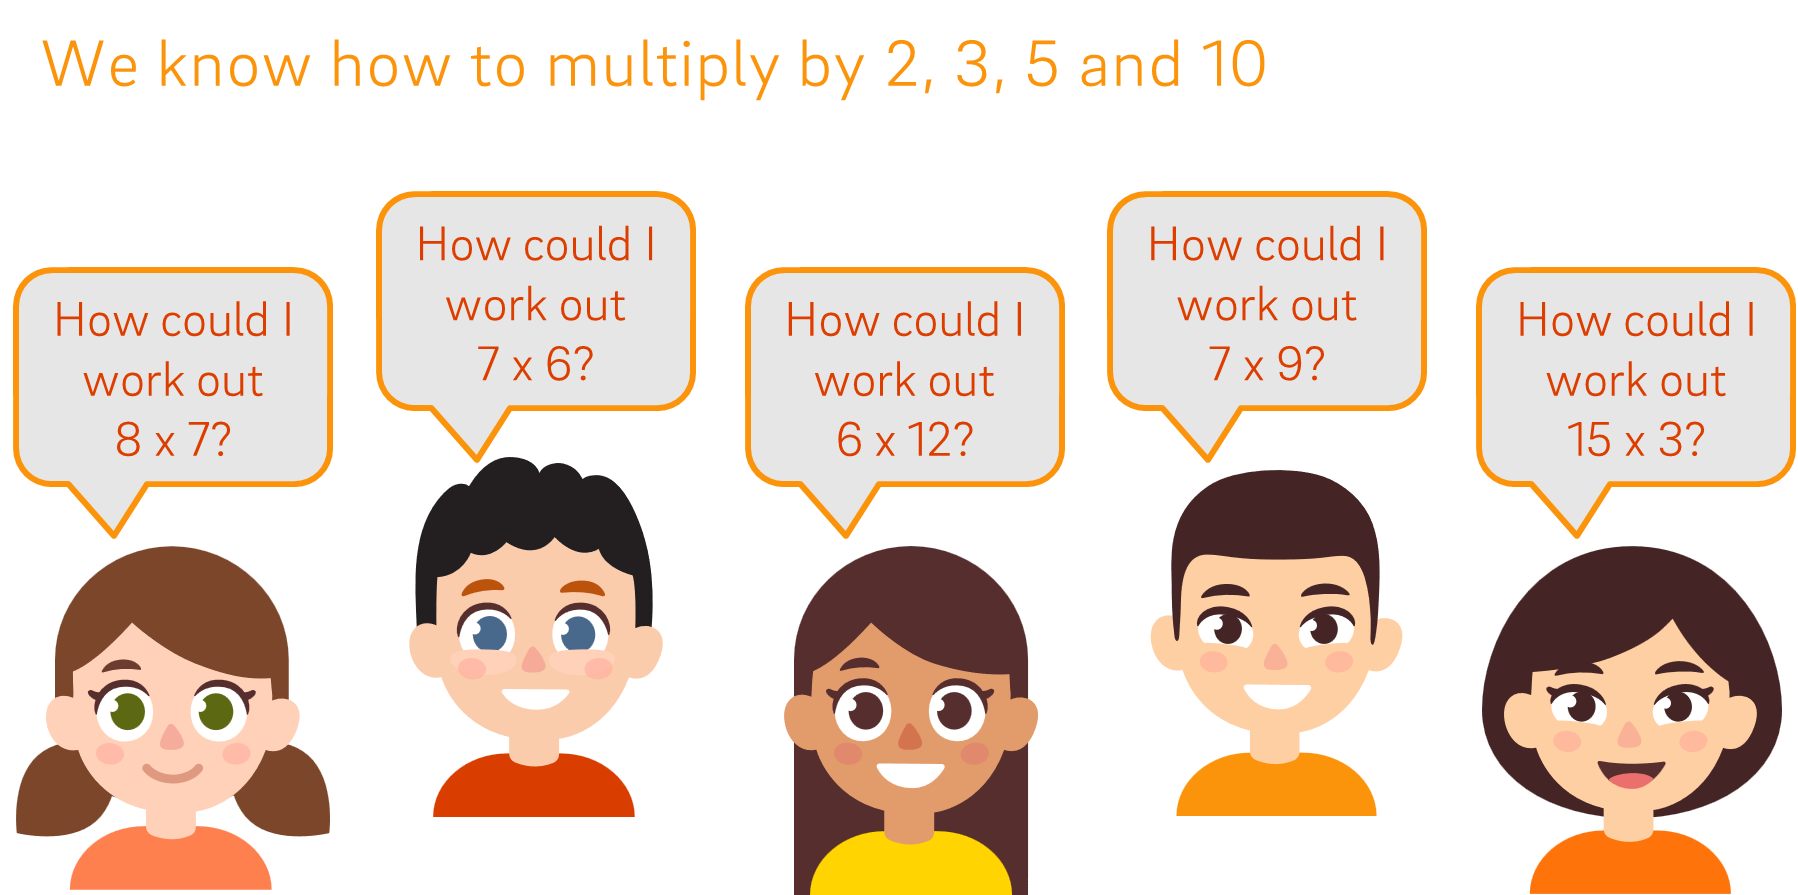 We know how to multiply by 2, 3, 5 and 10
How could I
work out
8 x 7?
How could I
work out
7 x 6?
How could I
work out
6 x 12?
How could I
work out
7 x 9?
How could I
work out
15 x 3?